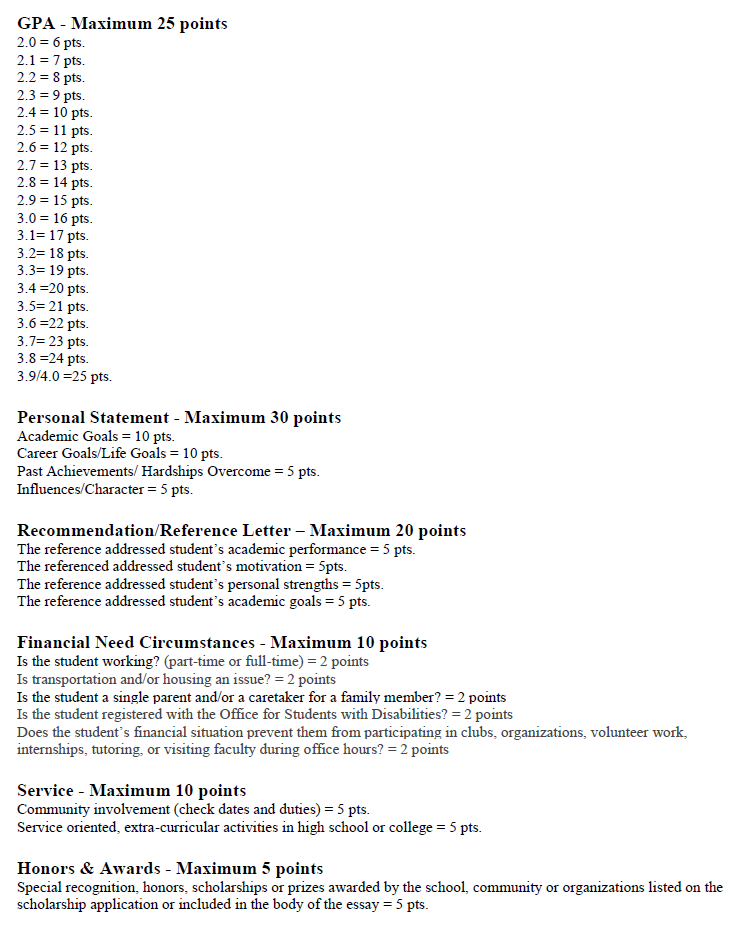 GPA - Maximum 25 points
2.0 = 6 pts.
2.1 = 7 pts.
2.2 = 8 pts.
2.3 = 9 pts.
2.4 = 10 pts.
2.5 = 11 pts.
2.6 = 12 pts.
2.7 = 13 pts.
2.8 = 14 pts.
2.9 = 15 pts.
3.0 = 16 pts.
3.1= 17 pts.
3.2= 18 pts.
3.3= 19 pts.
3.4 =20 pts.
3.5= 21 pts.
3.6 =22 pts.
3.7= 23 pts.
3.8 =24 pts.
3.9/4.0 =25 pts.
Personal Statement - Maximum 30 points
Academic Goals = 10 pts.
Career Goals/Life Goals = 10 pts.
Past Achievements/ Hardships Overcome = 5 pts.
Influences/Character = 5 pts.
Recommendation/Reference Letter – Maximum 20 points
The reference addressed student’s academic performance = 5 pts.
The referenced addressed student’s motivation = 5pts.
The reference addressed student’s personal strengths = 5pts.
The reference addressed student’s academic goals = 5 pts.
Financial Need Circumstances - Maximum 10 points
Is the student working? (part-time or full-time) = 2 points
Is transportation and/or housing an issue? = 2 points
Is the student a single parent and/or a caretaker for a family member? = 2 points
Is the student registered with the Office for Students with Disabilities? = 2 points
Does the student’s financial situation prevent them from participating in clubs, organizations, volunteer work,
internships, tutoring, or visiting faculty during office hours? = 2 points
Service - Maximum 10 points
Community involvement (check dates and duties) = 5 pts.
Service oriented, extra-curricular activities in high school or college = 5 pts.
Honors & Awards - Maximum 5 points
Special recognition, honors, scholarships or prizes awarded by the school, community or organizations listed on the
scholarship application or included in the body of the essay = 5 pts.